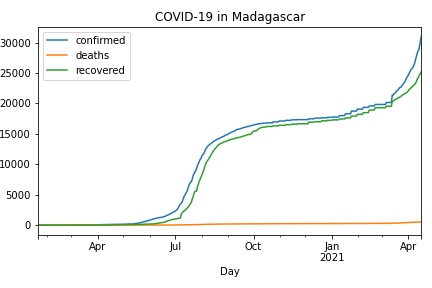 COVID-19 in Madagascar
confirmed
deaths
recovered
30000
25000
20000
15000
10000
5000
0
Apr Jul Oct Jan Apr
2021
Day